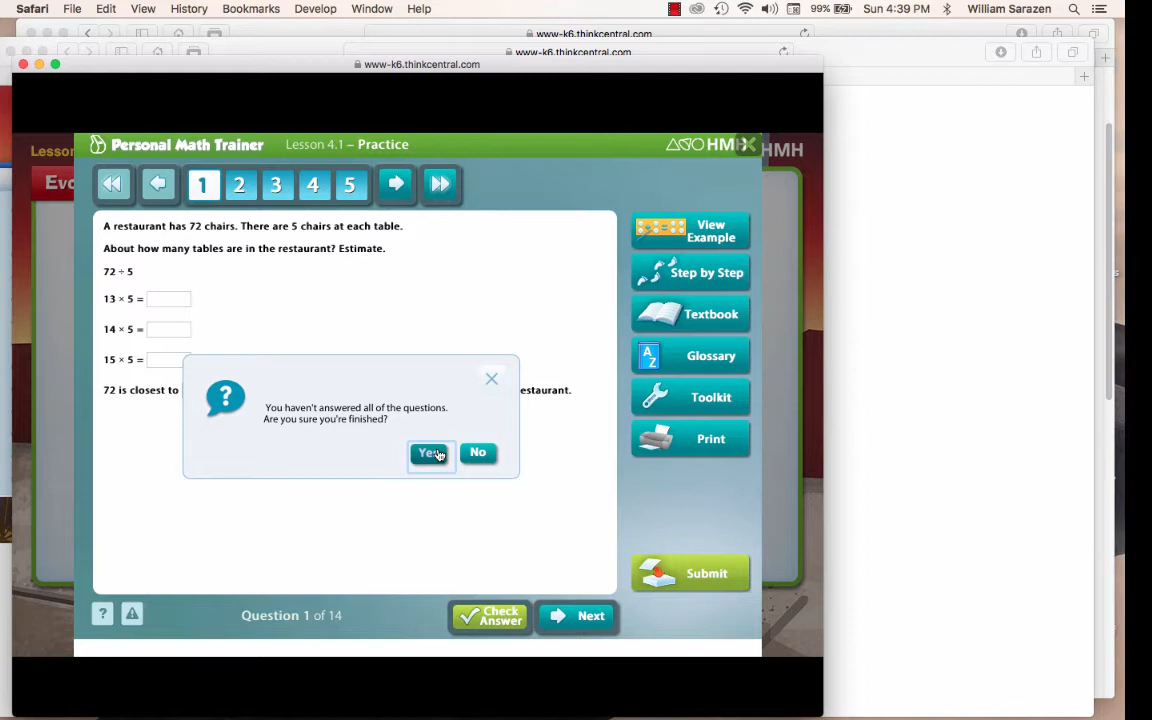 Safari File Edit View History Bookmarks Develop Window Help 99% Sun 4:39 PM William Sarazen
www-k6.thinkcentral.com
www-k6.thinkcentral.com
www-k6.thinkcentral.com
Personal Math Trainer Lesson 4.1 – Practice HMH
Lesson HMH
1 2 3 4 5
A restaurant has 72 chairs. There are 5 chairs at each table.
About how many tables are in the restaurant? Estimate.
72 ÷ 5
13 × 5 =
14 × 5 =
15 × 5 =
72 is closest to estaurant.
? You haven't answered all of the questions.
Are you sure you're finished?
Yes No
View
Example
Step by Step
Textbook
A
Z Glossary
Toolkit
Print
Submit
? Question 1 of 14 Check
Answer Next